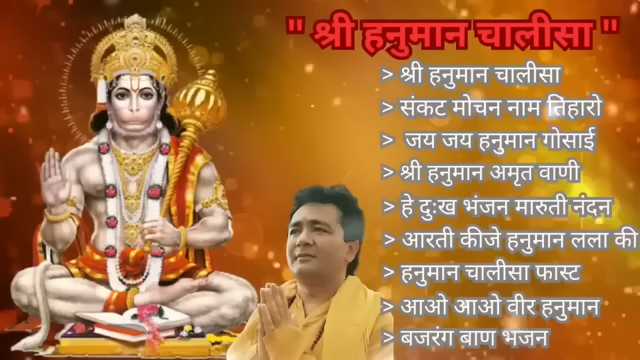 " श्री हनुमान चालीसा "
> श्री हनुमान चालीसा
> संकट मोचन नाम तिहारो
> जय जय हनुमान गोसाई
> श्री हनुमान अमृत वाणी
> हे दुःख भंजन मारुती नंदन
> आरती कीजे हनुमान लला की
> हनुमान चालीसा फास्ट
> आओ आओ वीर हनुमान
> बजरंग बाण भजन